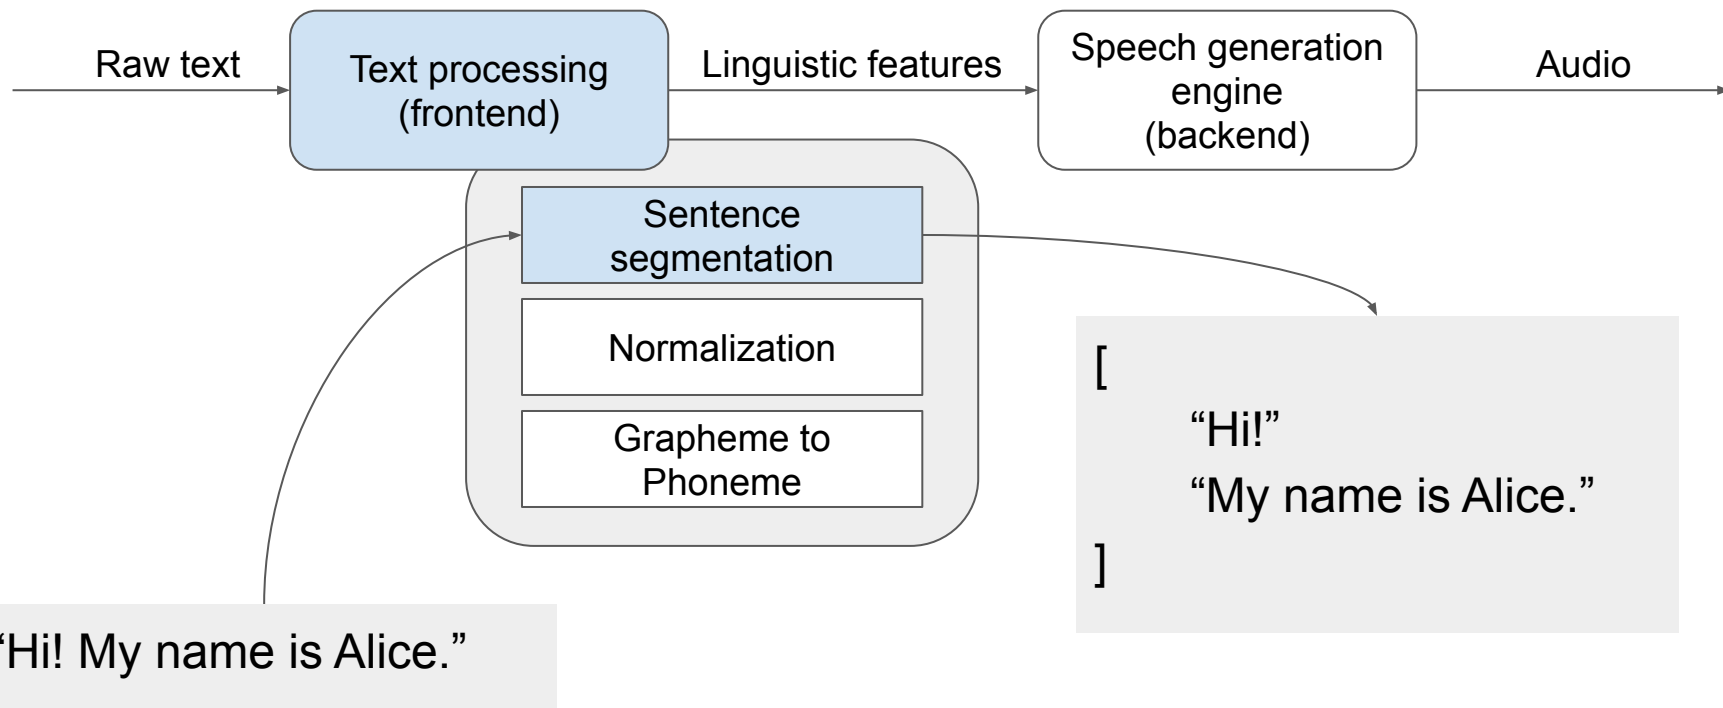 Raw text
Text processing
(frontend)
Linguistic features
Speech generation
engine
(backend)
Audio
Sentence
segmentation
Normalization
Grapheme to
Phoneme
[
“Hi!”
“My name is Alice.”
]
“Hi! My name is Alice.”